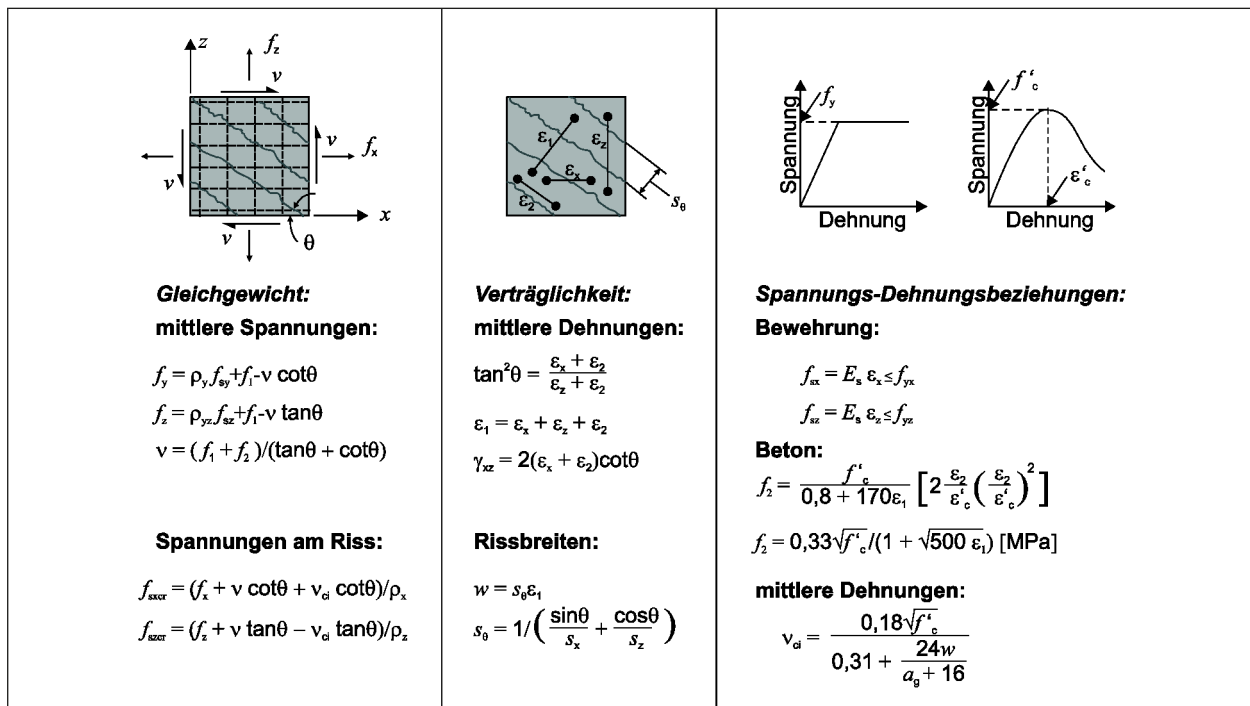 z
f_z
ν
ν
f_x
ν
x
ν
θ
Gleichgewicht:
mittlere Spannungen:
f_y = ρ_y f_sy+f_1-ν cotθ
f_z = ρ_yz f_sz+f_1-ν tanθ
ν = (f_1 + f_2)/(tanθ + cotθ)
Spannungen am Riss:
f_sxcr = (f_x + ν cotθ + ν_ci cotθ)/ρ_x
f_szcr = (f_z + ν tanθ – ν_ci tanθ)/ρ_z
ε_1
ε_z
ε_x
ε_2
s_θ
Verträglichkeit:
mittlere Dehnungen:
tan²θ = (ε_x + ε_2)/(ε_z + ε_2)
ε_1 = ε_x + ε_z + ε_2
γ_xz = 2(ε_x + ε_2)cotθ
Rissbreiten:
w = s_θε_1
s_θ = 1/(sinθ/s_x + cosθ/s_z)
Spannung
f_y
Dehnung
Spannung
f‘_c
ε‘_c
Dehnung
Spannungs-Dehnungsbeziehungen:
Bewehrung:
f_sx = E_s ε_x ≤ f_yx
f_sz = E_s ε_z ≤ f_yz
Beton:
f_2 = f‘_c/(0,8 + 170ε_1) [2 ε_2/ε‘_c (ε_2/ε‘_c)²]
f_2 = 0,33√f‘_c/(1 + √500 ε_1) [MPa]
mittlere Dehnungen:
ν_ci = 0,18√f‘_c/(0,31 + 24w/(a_g + 16))